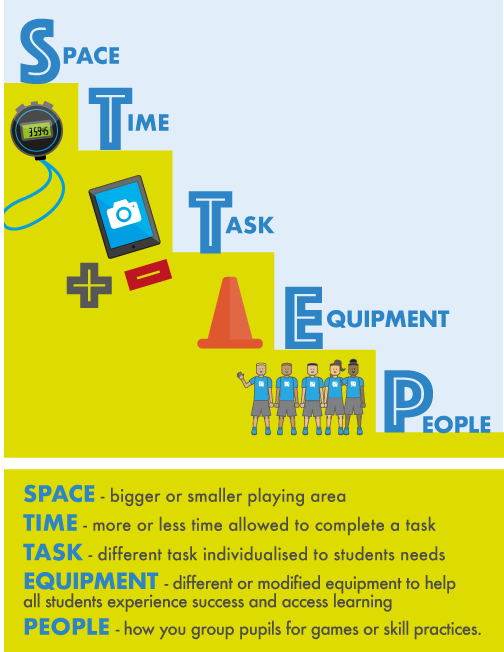 SPACE
35945
TIME
TASK
EQUIPMENT
PEOPLE
SPACE - bigger or smaller playing area
TIME - more or less time allowed to complete a task
TASK - different task individualised to students needs
EQUIPMENT - different or modified equipment to help
all students experience success and access learning
PEOPLE - how you group pupils for games or skill practices.